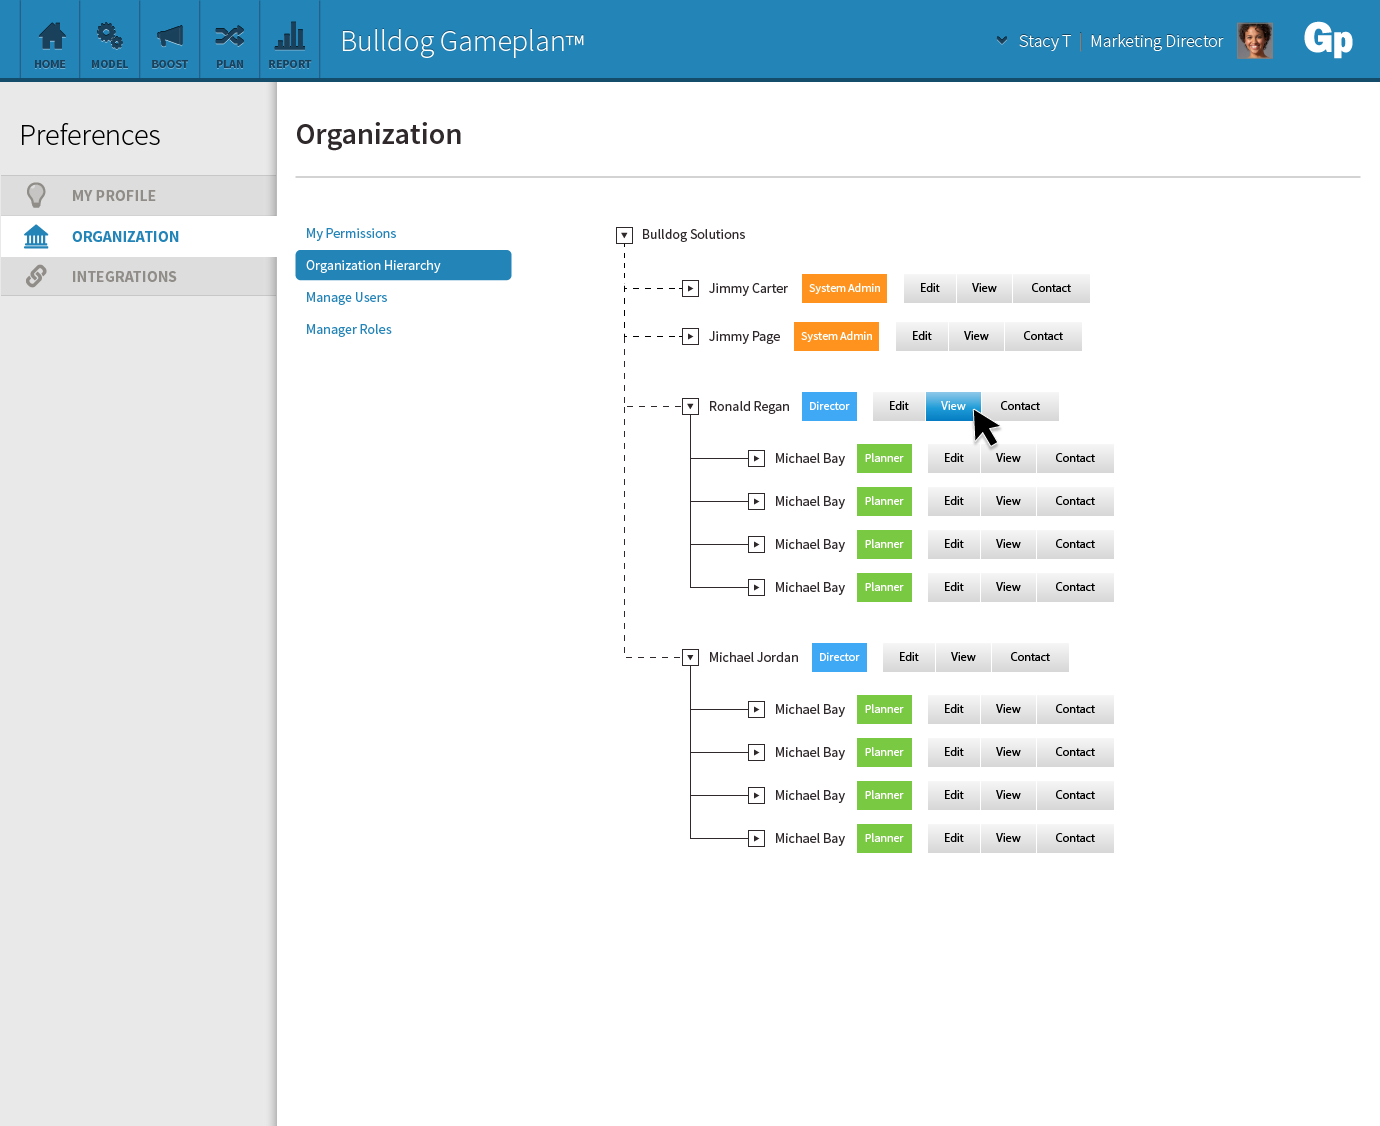 HOME MODEL BOOST PLAN REPORT
Bulldog Gameplan™
Stacy T | Marketing Director
Gp
Preferences
MY PROFILE
ORGANIZATION
INTEGRATIONS
Organization
My Permissions
Organization Hierarchy
Manage Users
Manager Roles
Bulldog Solutions
Jimmy Carter System Admin Edit View Contact
Jimmy Page System Admin Edit View Contact
Ronald Regan Director Edit View Contact
Michael Bay Planner Edit View Contact
Michael Bay Planner Edit View Contact
Michael Bay Planner Edit View Contact
Michael Bay Planner Edit View Contact
Michael Jordan Director Edit View Contact
Michael Bay Planner Edit View Contact
Michael Bay Planner Edit View Contact
Michael Bay Planner Edit View Contact
Michael Bay Planner Edit View Contact